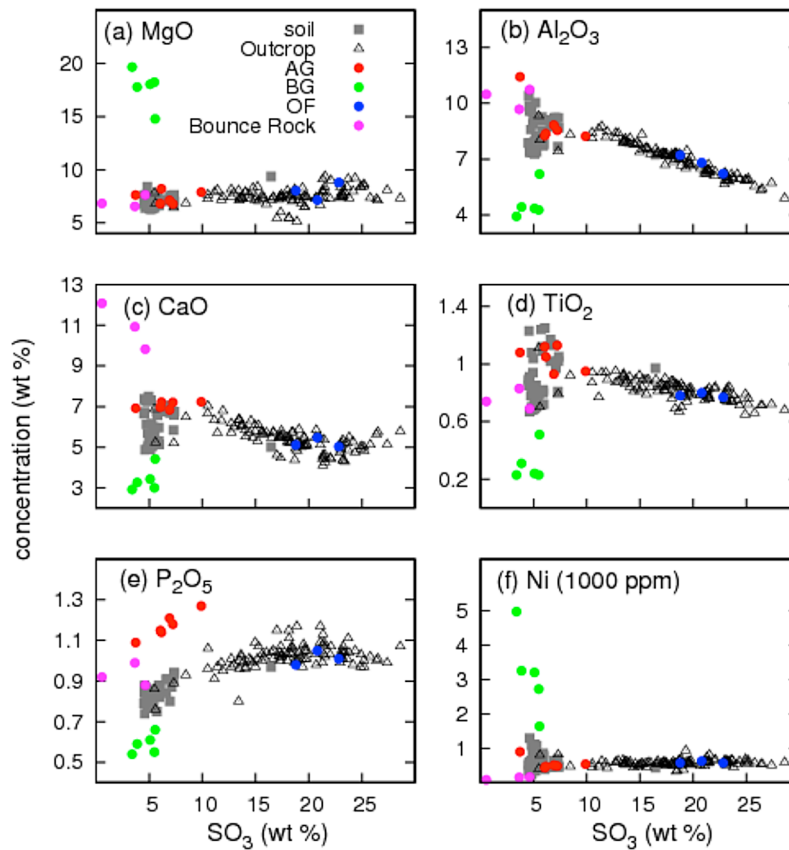 (a) MgO
soil
Outcrop
AG
BG
OF
Bounce Rock
20
15
10
5
(b) Al₂O₃
13
10
7
4
(c) CaO
13
11
9
7
5
3
(d) TiO₂
1.4
1
0.6
0.2
concentration (wt %)
(e) P₂O₅
1.3
1.1
0.9
0.7
0.5
5 10 15 20 25
SO₃ (wt %)
(f) Ni (1000 ppm)
5
4
3
2
1
5 10 15 20 25
SO₃ (wt %)